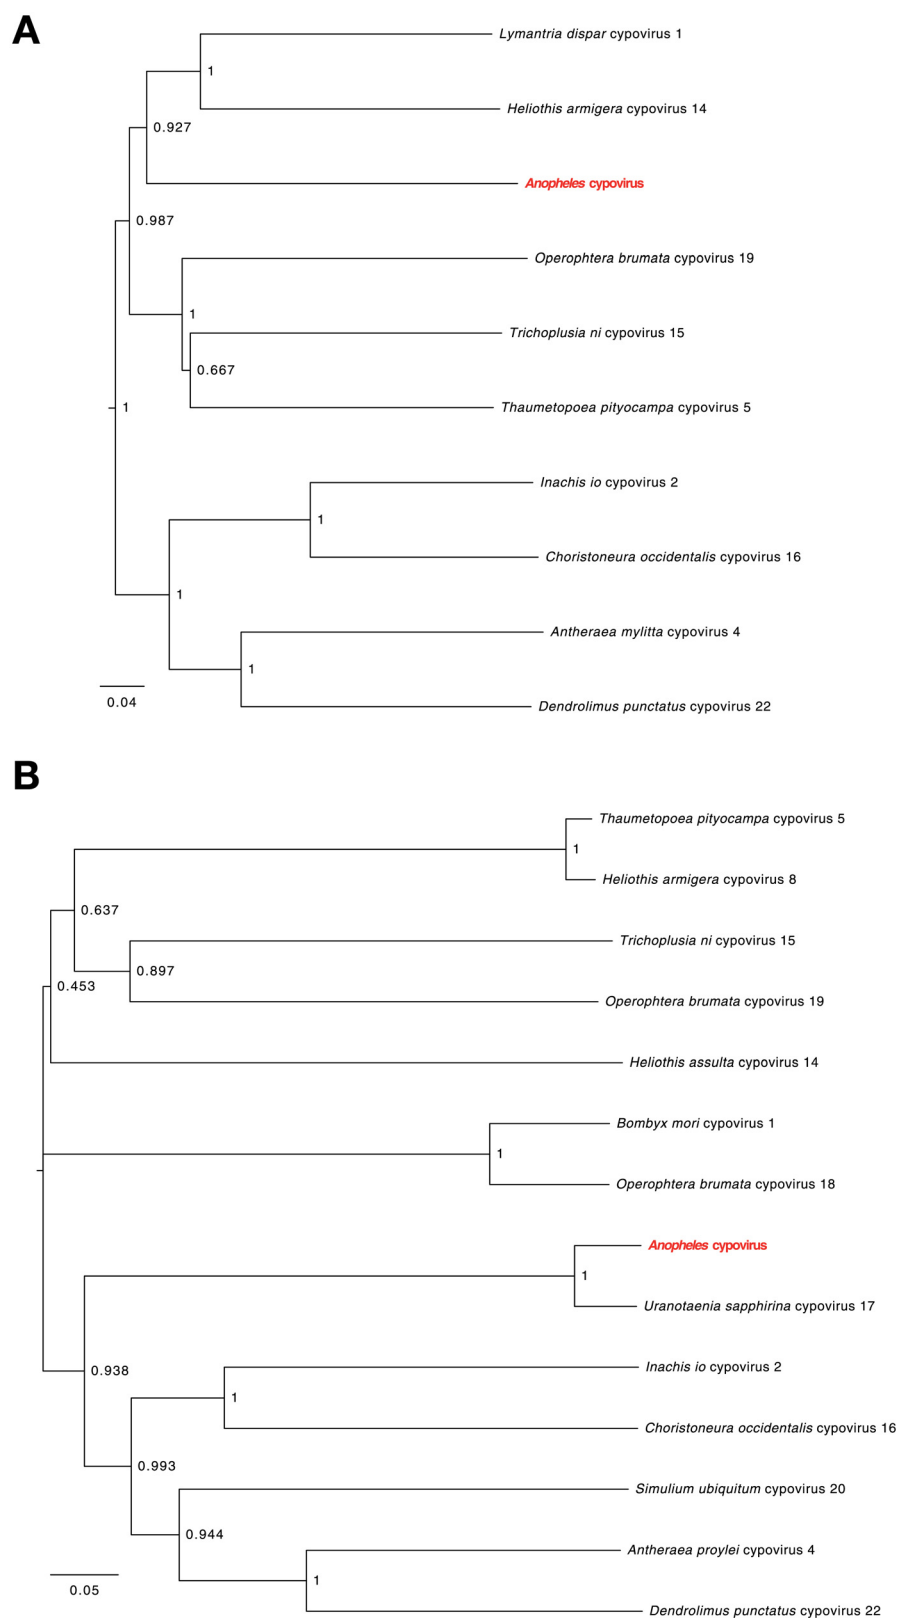 A
Lymantria dispar cypovirus 1
1
Heliothis armigera cypovirus 14
0.927
Anopheles cypovirus
0.987
Operophtera brumata cypovirus 19
1
Trichoplusia ni cypovirus 15
0.667
Thaumetopoea pityocampa cypovirus 5
1
Inachis io cypovirus 2
1
Choristoneura occidentalis cypovirus 16
1
Antheraea mylitta cypovirus 4
1
0.04
Dendrolimus punctatus cypovirus 22
B
Thaumetopoea pityocampa cypovirus 5
1
Heliothis armigera cypovirus 8
0.637
Trichoplusia ni cypovirus 15
0.897
0.453
Operophtera brumata cypovirus 19
Heliothis assulta cypovirus 14
Bombyx mori cypovirus 1
1
Operophtera brumata cypovirus 18
Anopheles cypovirus
1
Uranotaenia sapphirina cypovirus 17
0.938
Inachis io cypovirus 2
1
Choristoneura occidentalis cypovirus 16
0.993
Simulium ubiquitum cypovirus 20
0.944
Antheraea proylei cypovirus 4
1
0.05
Dendrolimus punctatus cypovirus 22